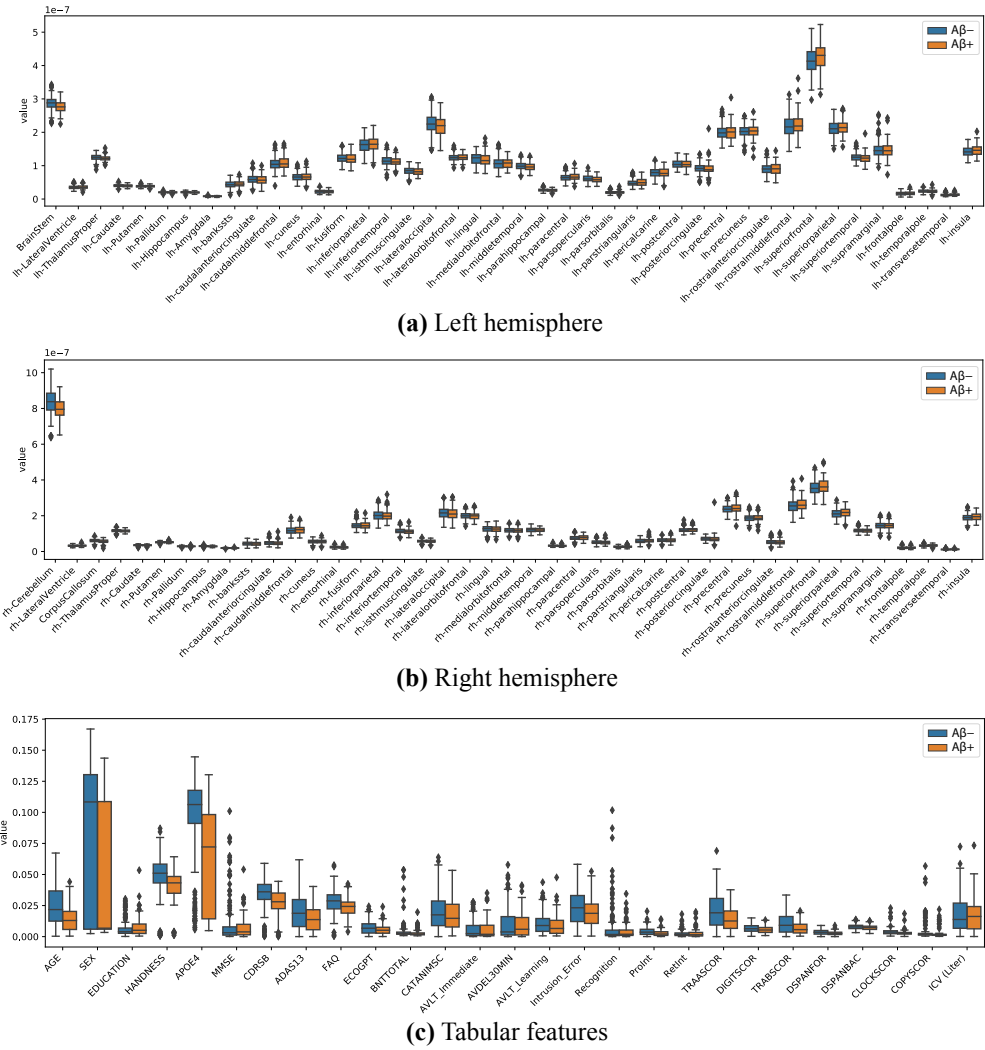 1e−7
5
4
3
2
1
0
value
Aβ−
Aβ+
BrainStem
lh-LateralVentricle
lh-ThalamusProper
lh-Caudate
lh-Putamen
lh-Pallidum
lh-Hippocampus
lh-Amygdala
lh-bankssts
lh-caudalanteriorcingulate
lh-caudalmiddlefrontal
lh-cuneus
lh-entorhinal
lh-fusiform
lh-inferiorparietal
lh-inferiortemporal
lh-isthmuscingulate
lh-lateraloccipital
lh-lateralorbitofrontal
lh-lingual
lh-medialorbitofrontal
lh-middletemporal
lh-parahippocampal
lh-paracentral
lh-parsopercularis
lh-parsorbitalis
lh-parstriangularis
lh-pericalcarine
lh-postcentral
lh-posteriorcingulate
lh-precentral
lh-precuneus
lh-rostralanteriorcingulate
lh-rostralmiddlefrontal
lh-superiorfrontal
lh-superiorparietal
lh-superiortemporal
lh-supramarginal
lh-frontalpole
lh-temporalpole
lh-transversetemporal
lh-insula
(a) Left hemisphere
1e−7
10
8
6
4
2
0
value
Aβ−
Aβ+
rh-Cerebellum
rh-LateralVentricle
CorpusCallosum
rh-ThalamusProper
rh-Caudate
rh-Putamen
rh-Pallidum
rh-Hippocampus
rh-Amygdala
rh-bankssts
rh-caudalanteriorcingulate
rh-caudalmiddlefrontal
rh-cuneus
rh-entorhinal
rh-fusiform
rh-inferiorparietal
rh-inferiortemporal
rh-isthmuscingulate
rh-lateraloccipital
rh-lateralorbitofrontal
rh-lingual
rh-medialorbitofrontal
rh-middletemporal
rh-parahippocampal
rh-paracentral
rh-parsopercularis
rh-parsorbitalis
rh-parstriangularis
rh-pericalcarine
rh-postcentral
rh-posteriorcingulate
rh-precentral
rh-precuneus
rh-rostralanteriorcingulate
rh-rostralmiddlefrontal
rh-superiorfrontal
rh-superiorparietal
rh-superiortemporal
rh-supramarginal
rh-frontalpole
rh-temporalpole
rh-transversetemporal
rh-insula
(b) Right hemisphere
0.175
0.150
0.125
0.100
0.075
0.050
0.025
0.000
value
Aβ−
Aβ+
AGE
SEX
EDUCATION
HANDNESS
APOE4
MMSE
CDRSB
ADAS13
FAQ
ECOGPT
BNTTOTAL
CATANIMSC
AVLT_Immediate
AVDEL30MIN
AVLT_Learning
Intrusion_Error
Recognition
ProInt
RetInt
TRAASCOR
DIGITSCOR
TRABSCOR
DSPANFOR
DSPANBAC
CLOCKSCOR
COPYSCOR
ICV (Liter)
(c) Tabular features